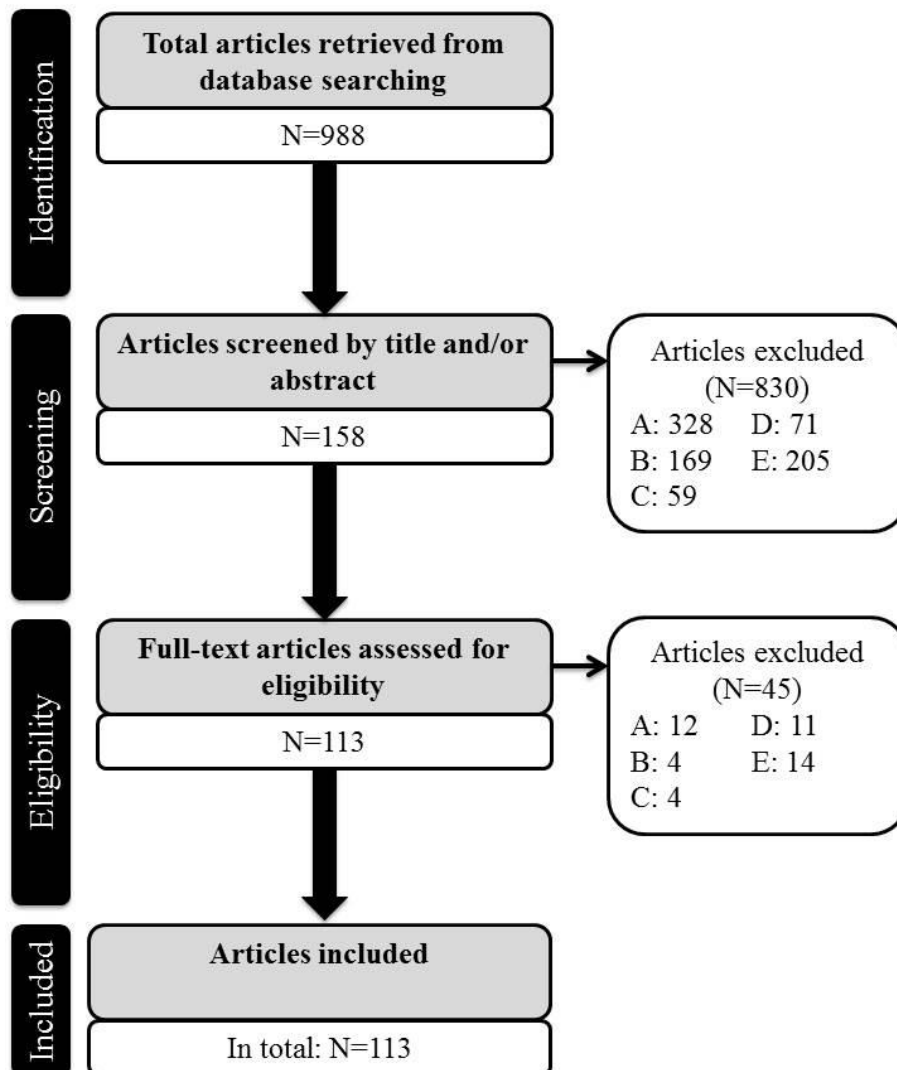 Identification
Total articles retrieved from
database searching
N=988
Screening
Articles screened by title and/or
abstract
N=158
Articles excluded
(N=830)
A: 328 D: 71
B: 169 E: 205
C: 59
Eligibility
Full-text articles assessed for
eligibility
N=113
Articles excluded
(N=45)
A: 12 D: 11
B: 4 E: 14
C: 4
Included
Articles included
In total: N=113